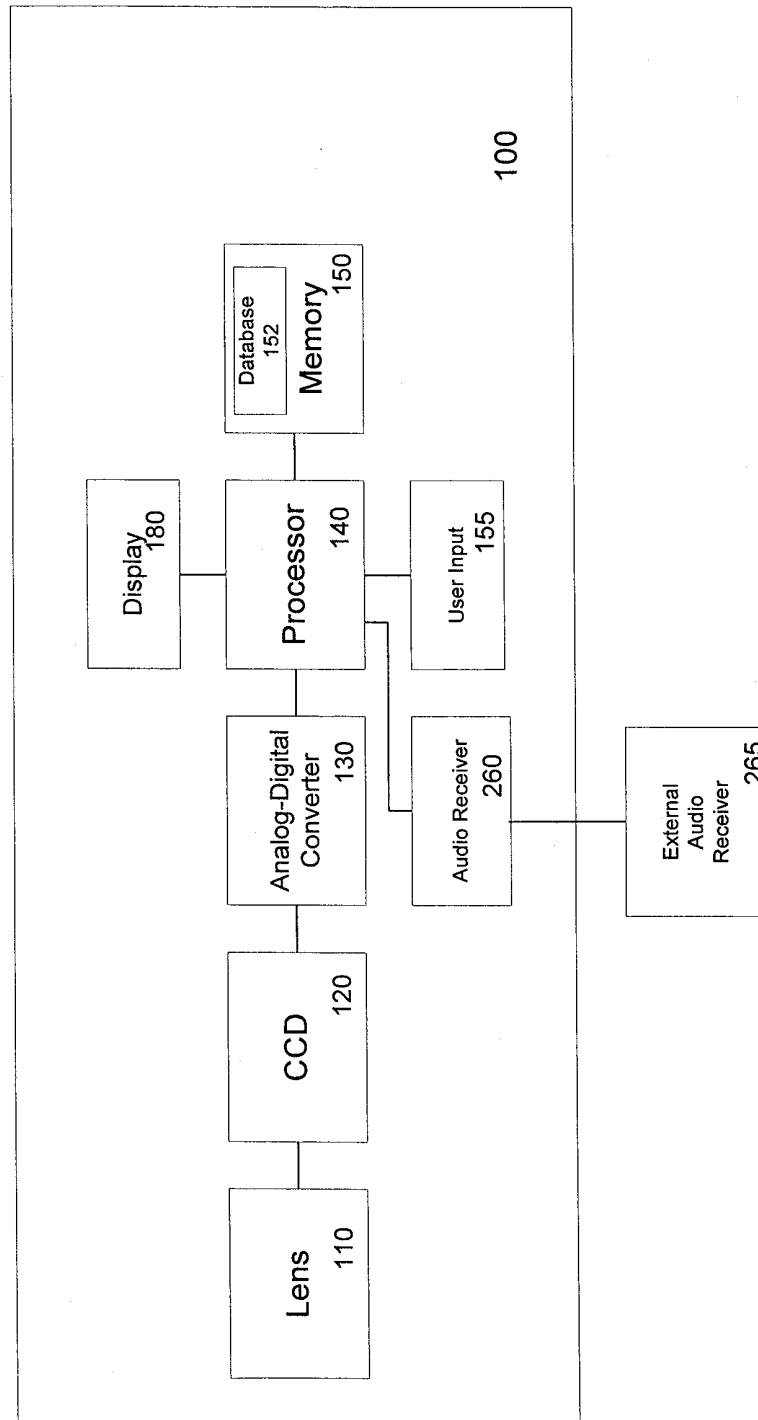 100
Display
180
Database
152
Memory
150
Lens
110
CCD
120
Analog-Digital
Converter
130
Processor
140
Audio Receiver
260
User Input
155
External
Audio
Receiver
265